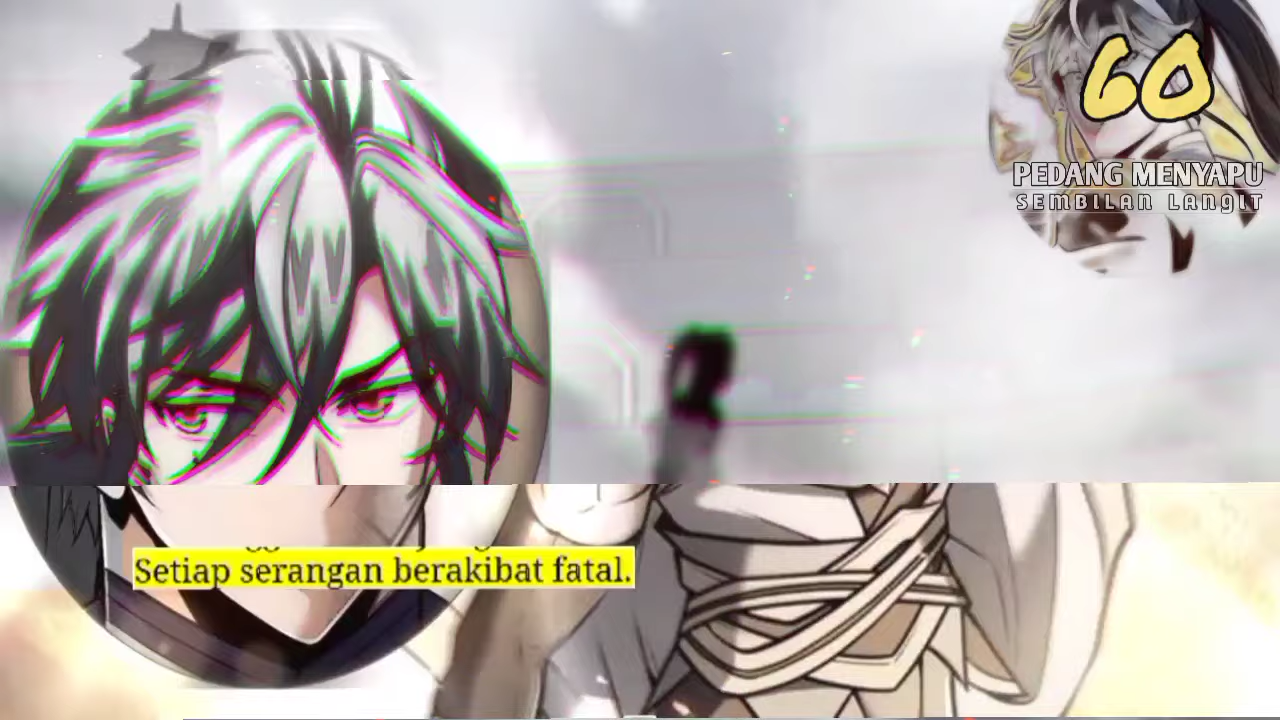 60
PEDANG MENYAPU
SEMBILAN LANGIT
Setiap serangan berakibat fatal.